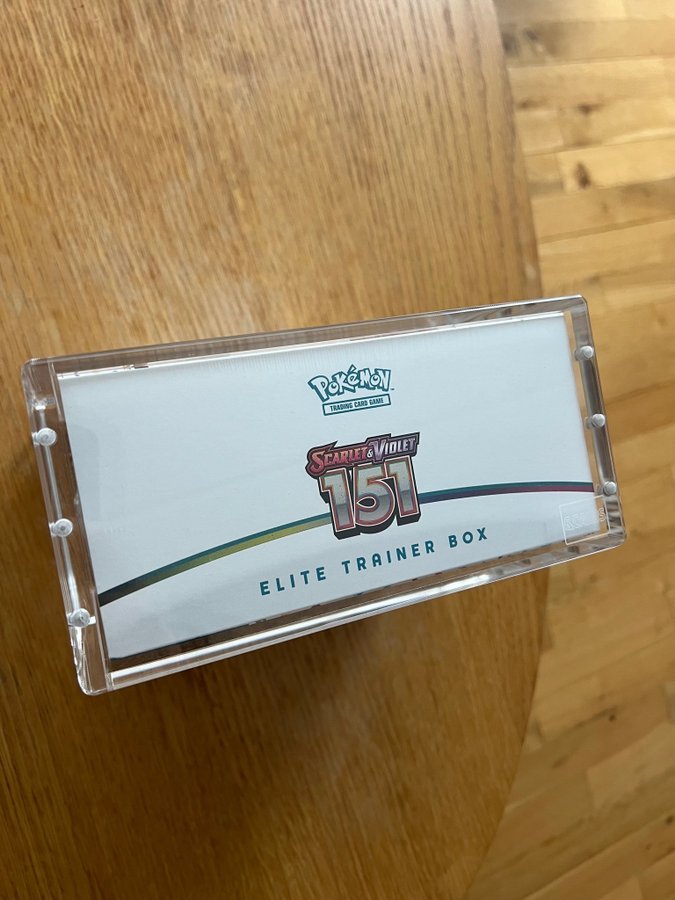 Pokémon
TRADING CARD GAME
SCARLET & VIOLET
151
ELITE TRAINER BOX